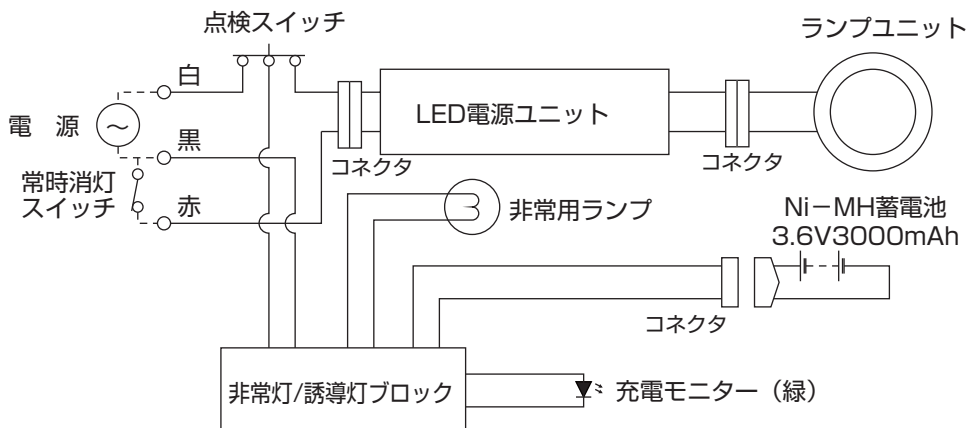 点検スイッチ
ランプユニット
白
電 源
～
LED電源ユニット
黒
コネクタ
コネクタ
常時消灯
スイッチ
赤
非常用ランプ
Ni－MH蓄電池
3.6V3000mAh
コネクタ
非常灯/誘導灯ブロック
充電モニター（緑）